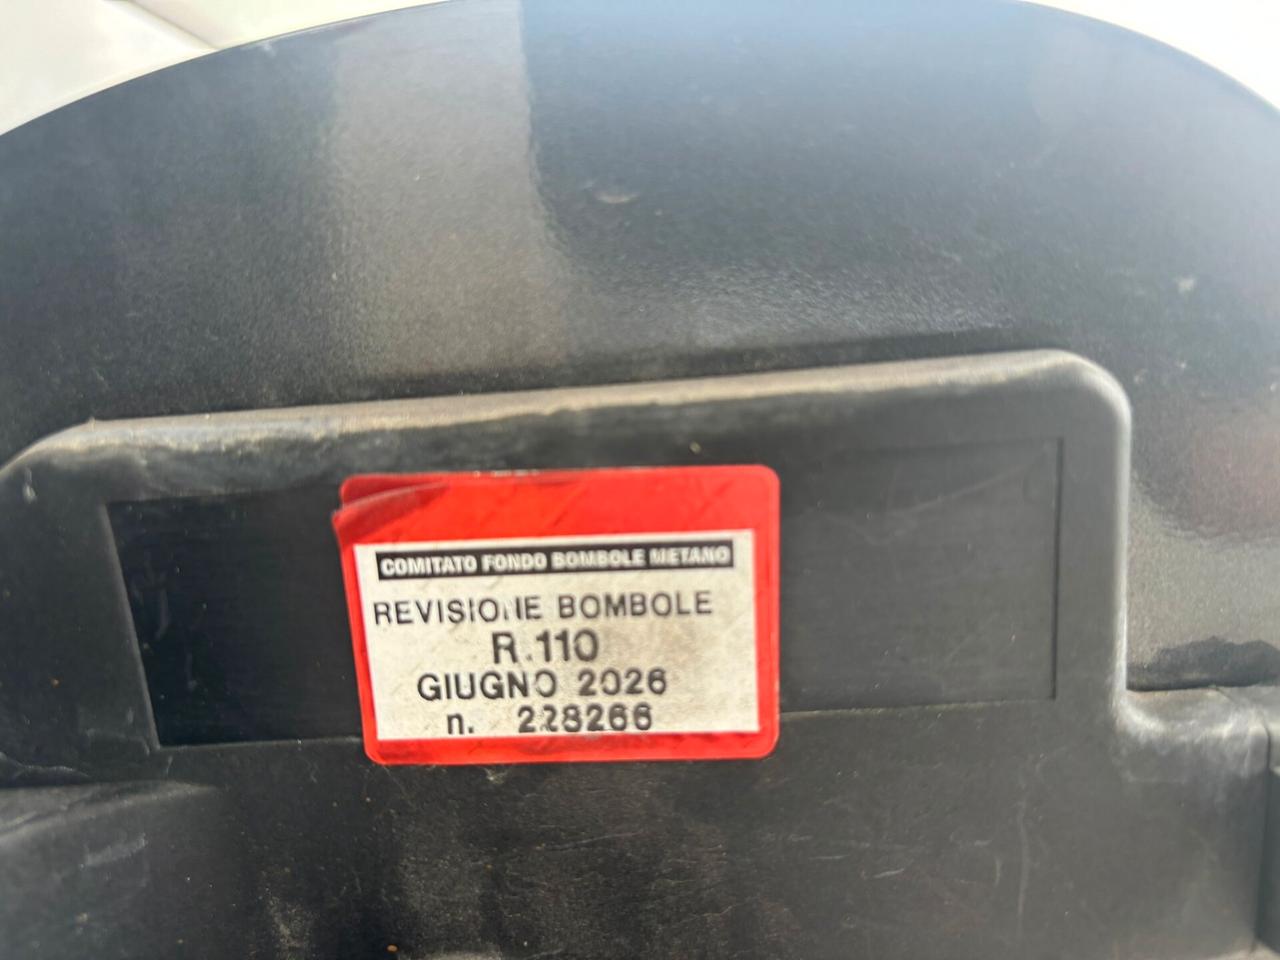 COMITATO FONDO BOMBOLE METANO
REVISIONE BOMBOLE
R.110
GIUGNO 2026
n. 228266